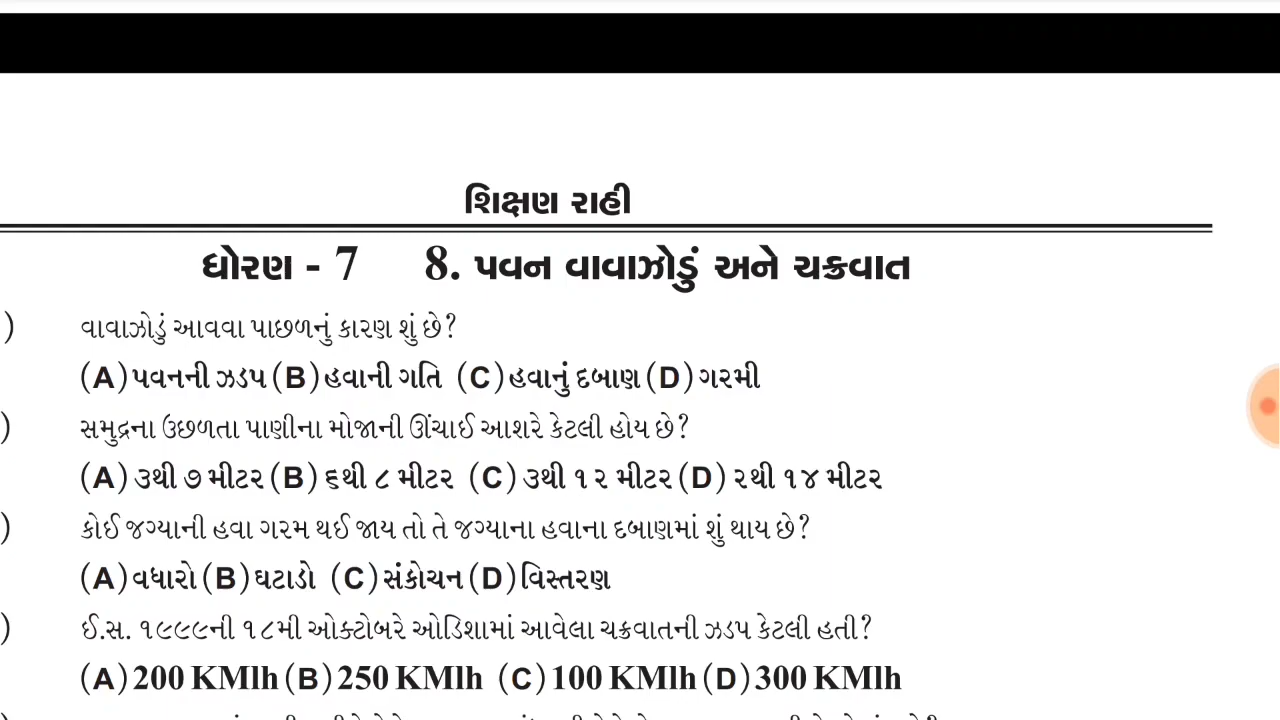 શિક્ષણ રાહી
ધોરણ - 7 8. પવન વાવાઝોડું અને ચક્રવાત
) વાવાઝોડું આવવા પાછળનું કારણ શું છે?
(A)પવનની ઝડપ(B)હવાની ગતિ (C)હવાનું દબાણ(D)ગરમી
) સમુદ્રના ઉછળતા પાણીના મોજાની ઊંચાઈ આશરે કેટલી હોય છે?
(A)૩થી ૭ મીટર(B)૬થી ૮ મીટર (C)૩થી ૧૨ મીટર(D)૨થી ૧૪ મીટર
) કોઈ જગ્યાની હવા ગરમ થઈ જાય તો તે જગ્યાના હવાના દબાણમાં શું થાય છે?
(A)વધારો(B)ઘટાડો (C)સંકોચન(D)વિસ્તરણ
) ઈ.સ. ૧૯૯૯ની ૧૮મી ઓક્ટોબરે ઓડિશામાં આવેલા ચક્રવાતની ઝડપ કેટલી હતી?
(A)200 KMlh(B)250 KMlh (C)100 KMlh(D)300 KMlh